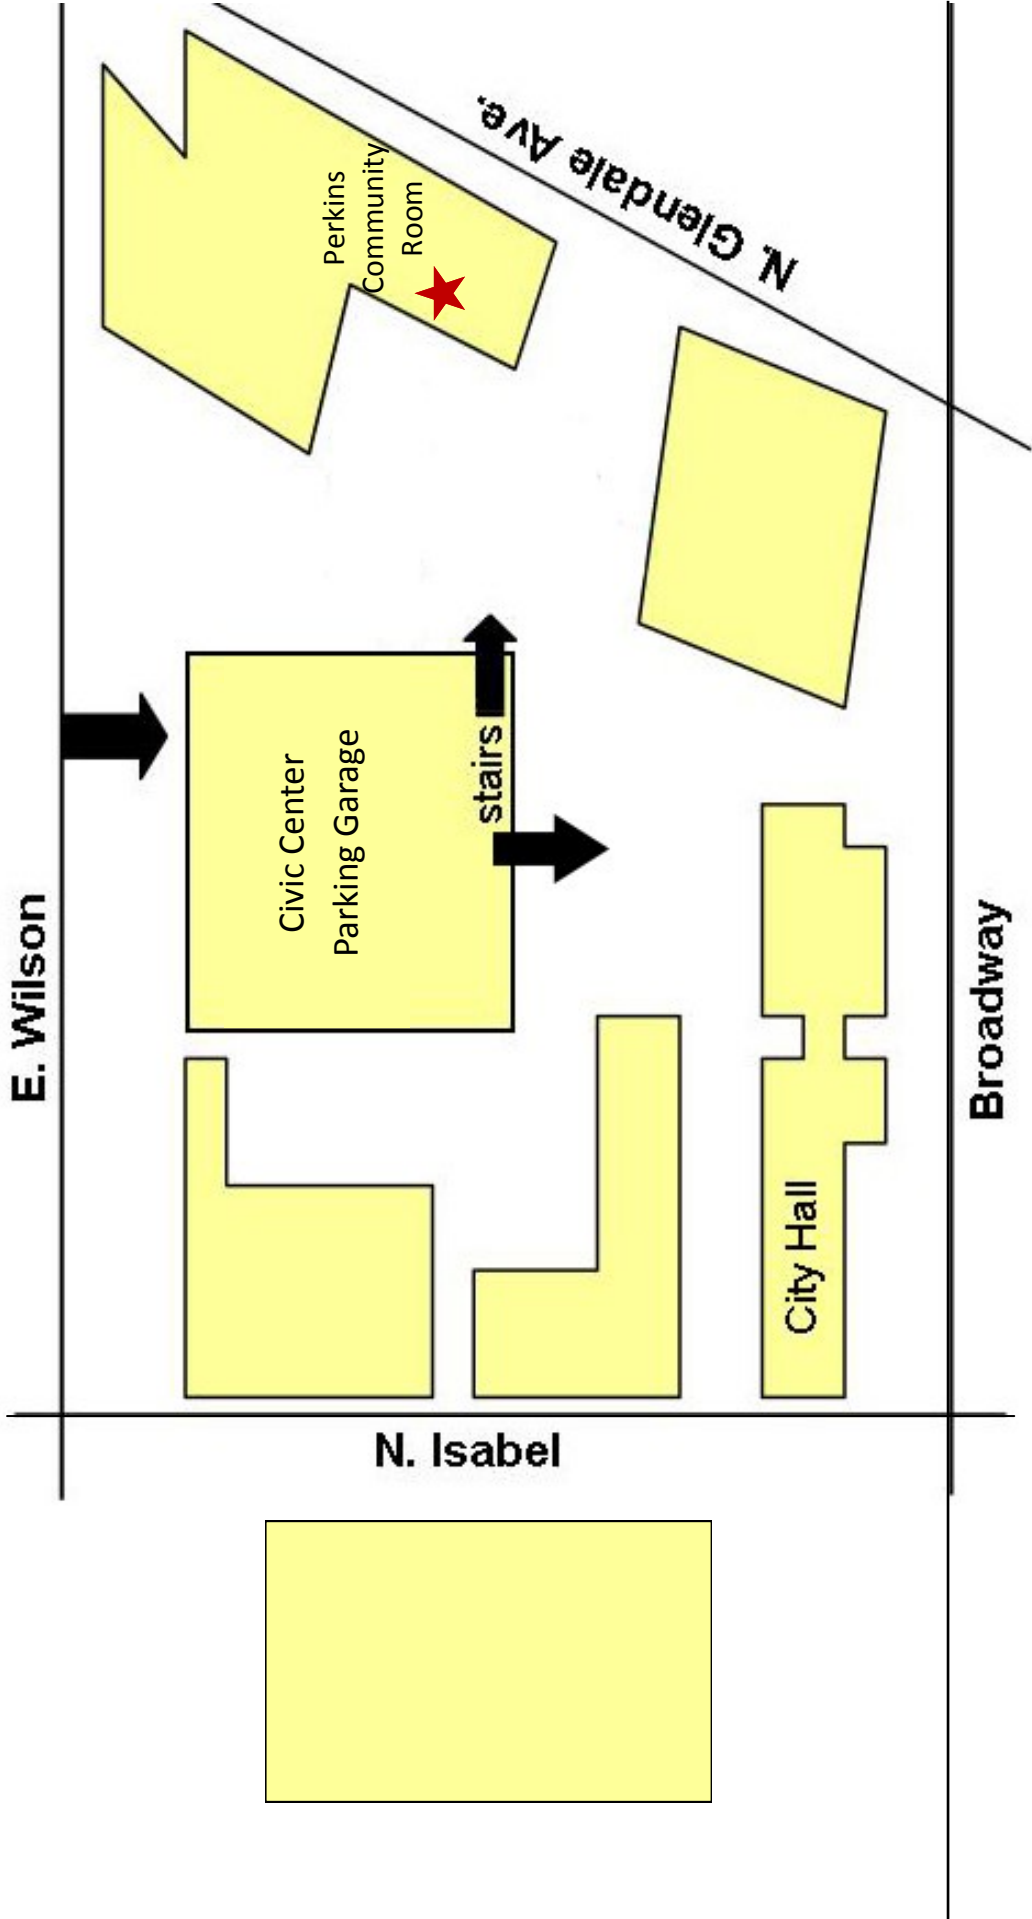 N. Glendale Ave.
Perkins
Community
Room
stairs
Civic Center
Parking Garage
E. Wilson
Broadway
City Hall
N. Isabel